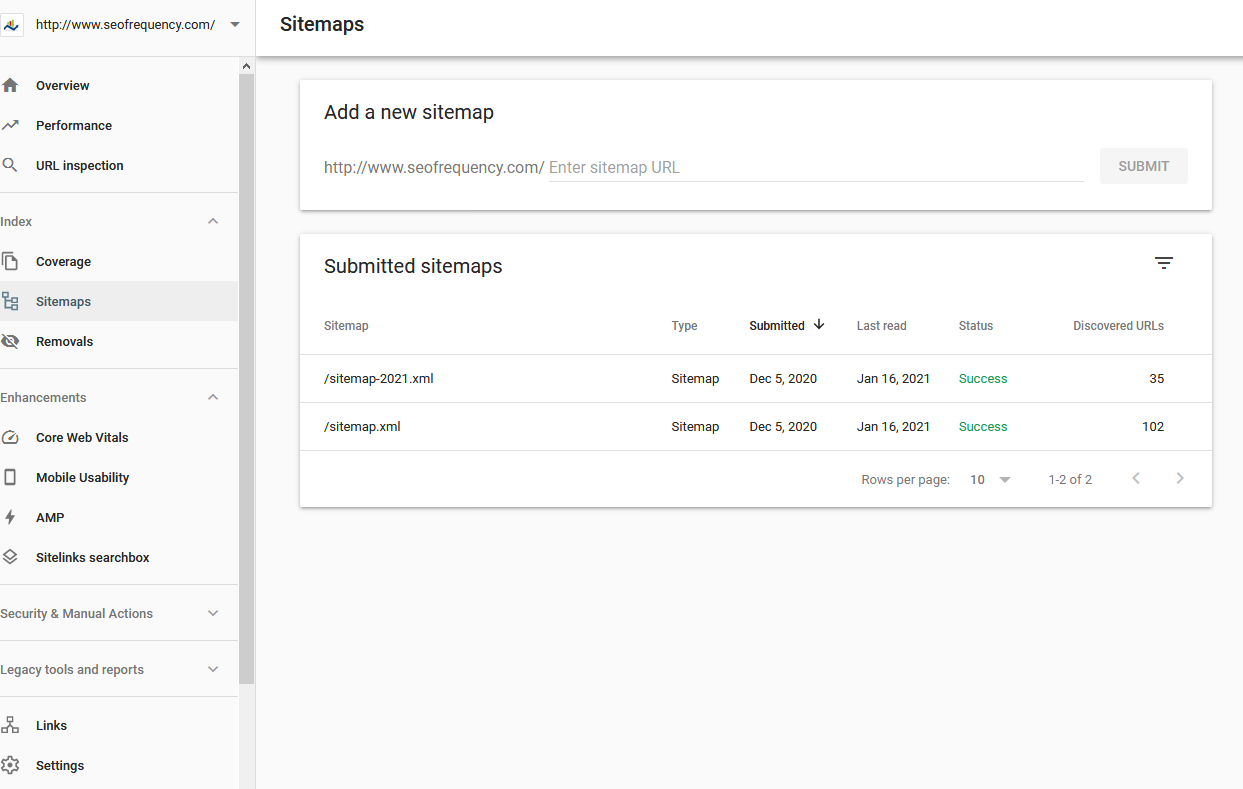 http://www.seofrequency.com/
Overview
Performance
URL inspection
Index
Coverage
Sitemaps
Removals
Enhancements
Core Web Vitals
Mobile Usability
AMP
Sitelinks searchbox
Security & Manual Actions
Legacy tools and reports
Links
Settings
Sitemaps
Add a new sitemap
http://www.seofrequency.com/ Enter sitemap URL SUBMIT
Submitted sitemaps
Sitemap Type Submitted Last read Status Discovered URLs
/sitemap-2021.xml Sitemap Dec 5, 2020 Jan 16, 2021 Success 35
/sitemap.xml Sitemap Dec 5, 2020 Jan 16, 2021 Success 102
Rows per page: 10 1-2 of 2